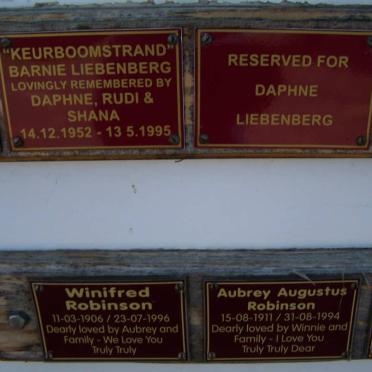 "KEURBOOMSTRAND"
BARNIE LIEBENBERG
LOVINGLY REMEMBERED BY
DAPHNE, RUDI &
SHANA
14.12.1952 - 13 5.1995
RESERVED FOR
DAPHNE
LIEBENBERG
Winifred
Robinson
11-03-1906 / 23-07-1996
Dearly loved by Aubrey and
Family - We Love You
Truly Truly
Aubrey Augustus
Robinson
15-08-1911 / 31-08-1994
Dearly loved by Winnie and
Family - I Love You
Truly Truly Dear